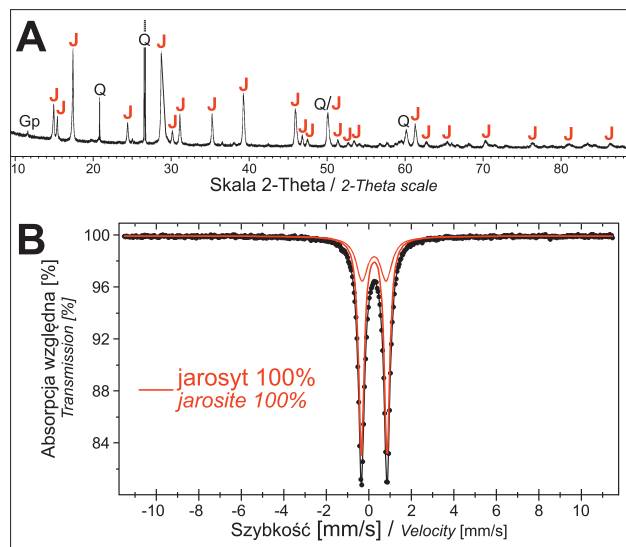 A
Gp J J J Q J Q J J J J J J J J Q/J J J J Q J J J J J J J
10 20 30 40 50 60 70 80
Skala 2-Theta / 2-Theta scale
B
100
96
92
88
84
Absorpcja względna [%]
Transmission [%]
jarosyt 100%
jarosite 100%
-10 -8 -6 -4 -2 0 2 4 6 8 10
Szybkość [mm/s] / Velocity [mm/s]